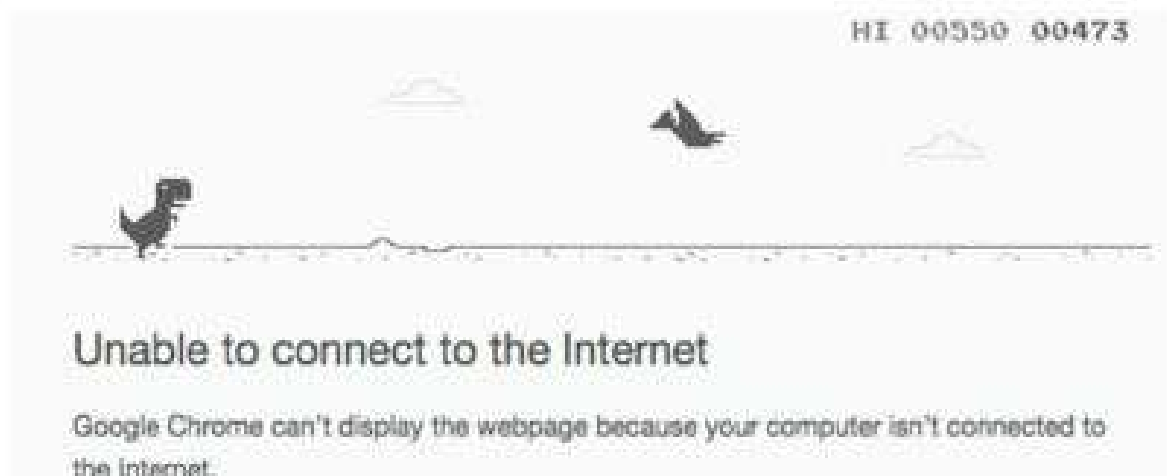 HI 00550 00473
Unable to connect to the Internet
Google Chrome can't display the webpage because your computer isn't connected to
the Internet.